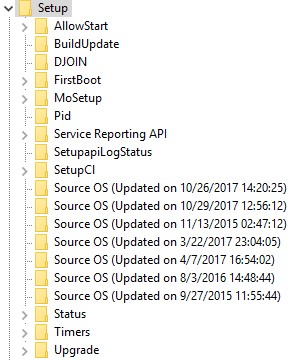 Setup
AllowStart
BuildUpdate
DJOIN
FirstBoot
MoSetup
Pid
Service Reporting API
SetupapiLogStatus
SetupCI
Source OS (Updated on 10/26/2017 14:20:25)
Source OS (Updated on 10/29/2017 12:56:12)
Source OS (Updated on 11/13/2015 02:47:12)
Source OS (Updated on 3/22/2017 23:04:05)
Source OS (Updated on 4/7/2017 16:54:02)
Source OS (Updated on 8/3/2016 14:48:44)
Source OS (Updated on 9/27/2015 11:55:44)
Status
Timers
Upgrade